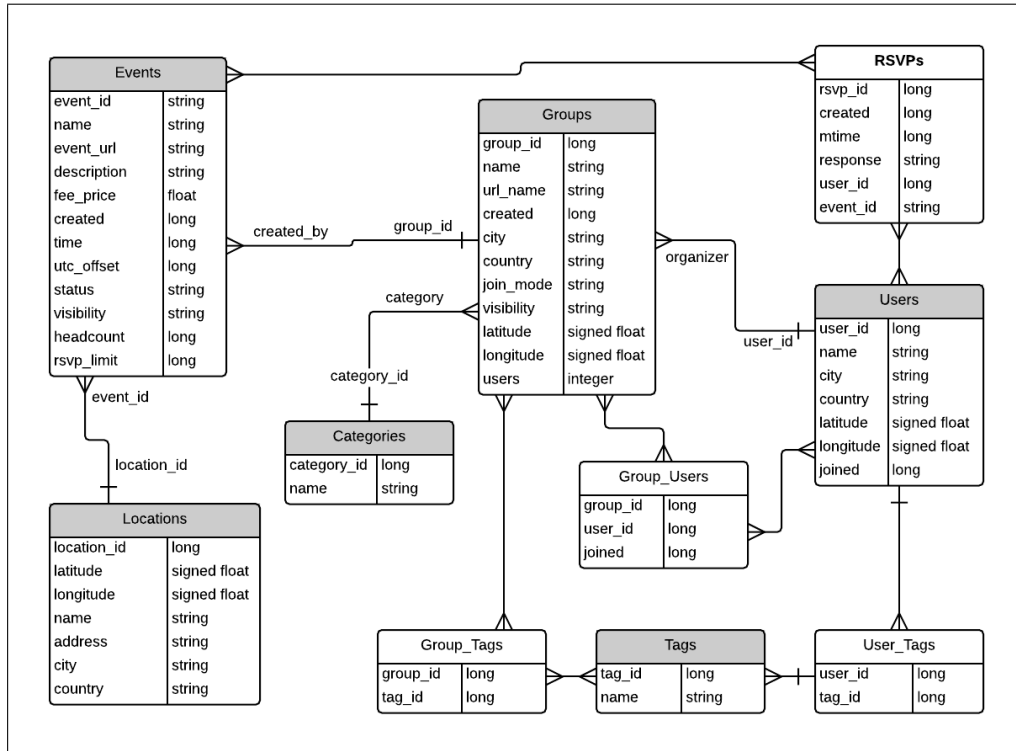 Events
event_id string
name string
event_url string
description string
fee_price float
created long
time long
utc_offset long
status string
visibility string
headcount long
rsvp_limit long
RSVPs
rsvp_id long
created long
mtime long
response string
user_id long
event_id string
Groups
group_id long
name string
url_name string
created long
city string
country string
join_mode string
visibility string
latitude signed float
longitude signed float
users integer
created_by
group_id
organizer
user_id
category
category_id
event_id
location_id
Users
user_id long
name string
city string
country string
latitude signed float
longitude signed float
joined long
Categories
category_id long
name string
Group_Users
group_id long
user_id long
joined long
Locations
location_id long
latitude signed float
longitude signed float
name string
address string
city string
country string
Group_Tags
group_id long
tag_id long
Tags
tag_id long
name string
User_Tags
user_id long
tag_id long